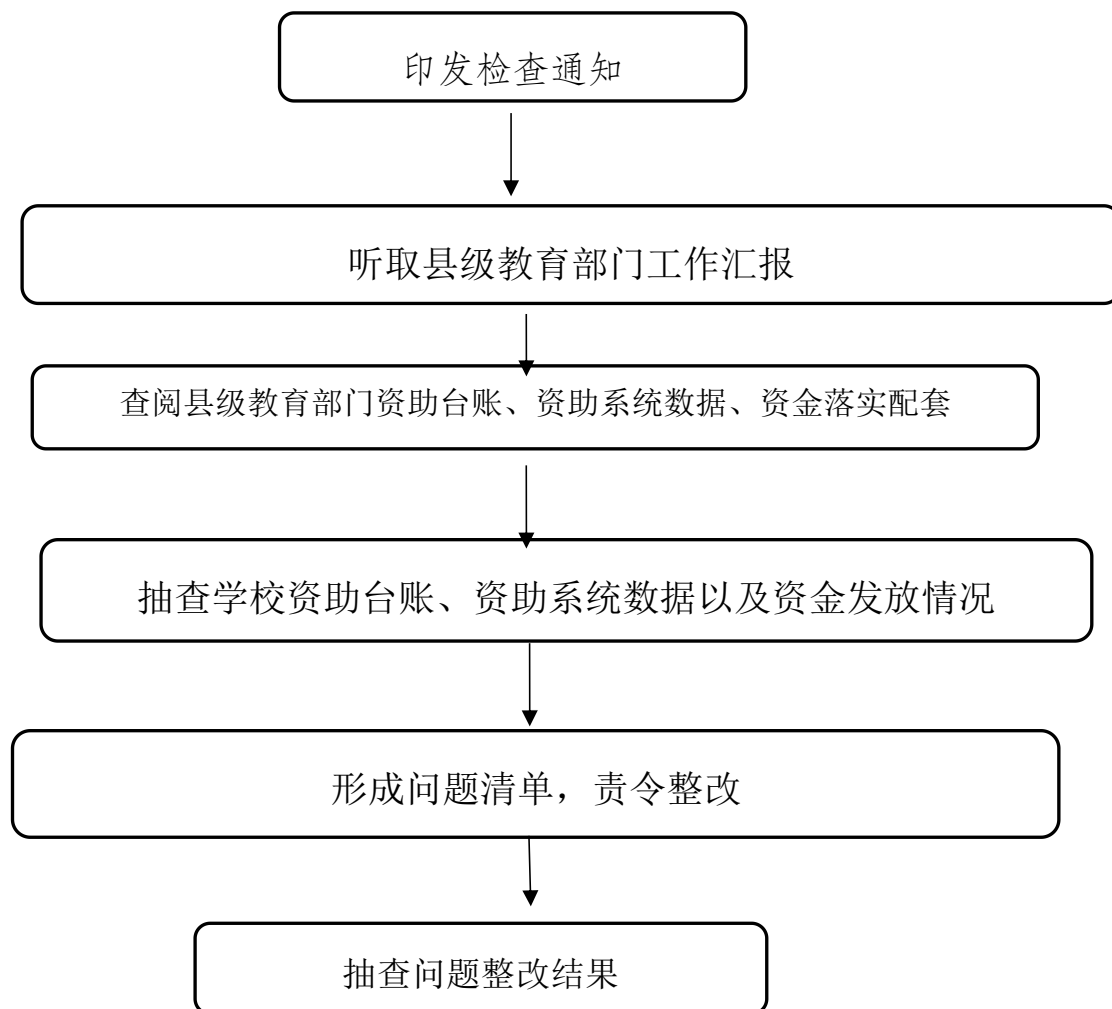 印发检查通知
听取县级教育部门工作汇报
查阅县级教育部门资助台账、资助系统数据、资金落实配套
抽查学校资助台账、资助系统数据以及资金发放情况
形成问题清单，责令整改
抽查问题整改结果